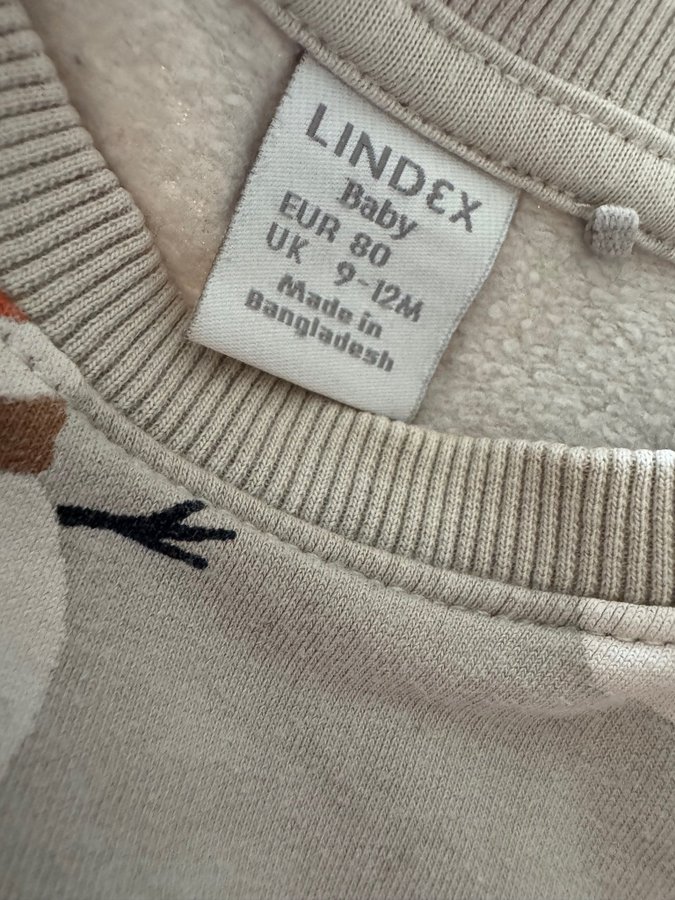 LINDEX
Baby
EUR 80
UK 9-12M
Made in
Bangladesh